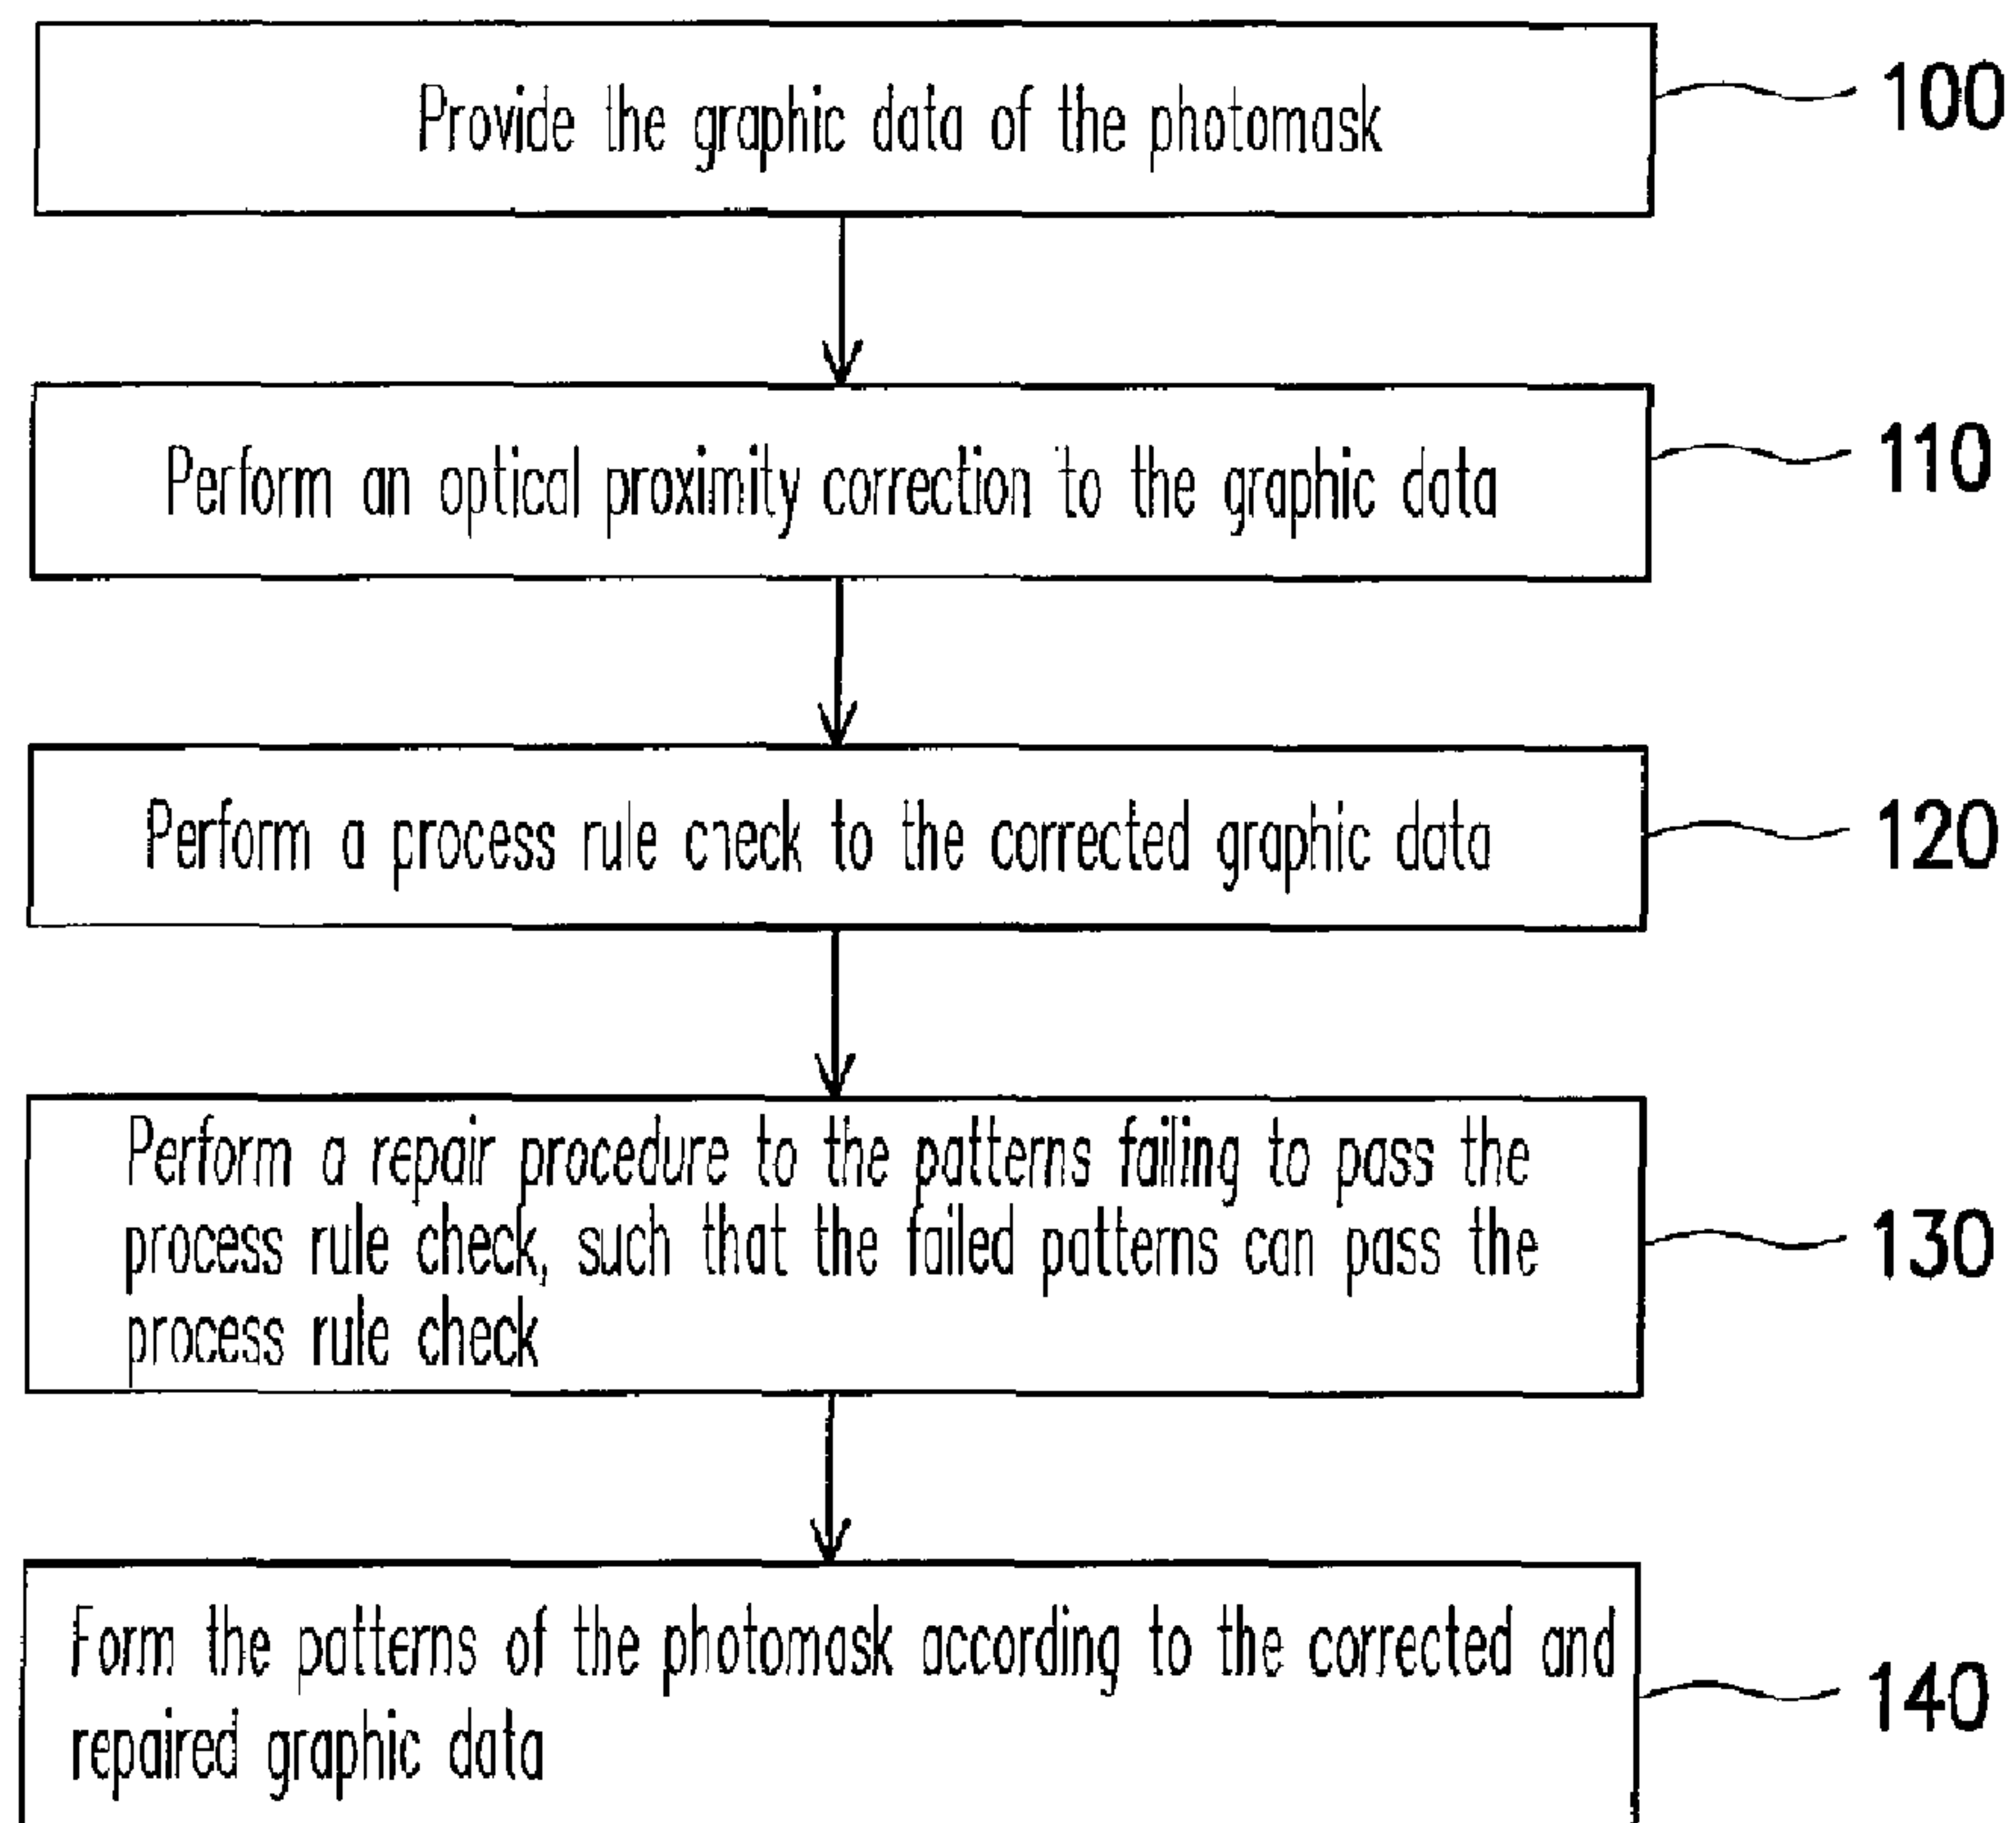 Provide the graphic data of the photomask
100
Perform an optical proximity correction to the graphic data
110
Perform a process rule check to the corrected graphic data
120
Perform a repair procedure to the patterns failing to pass the
process rule check, such that the failed patterns can pass the
process rule check
130
Form the patterns of the photomask according to the corrected and
repaired graphic data
140